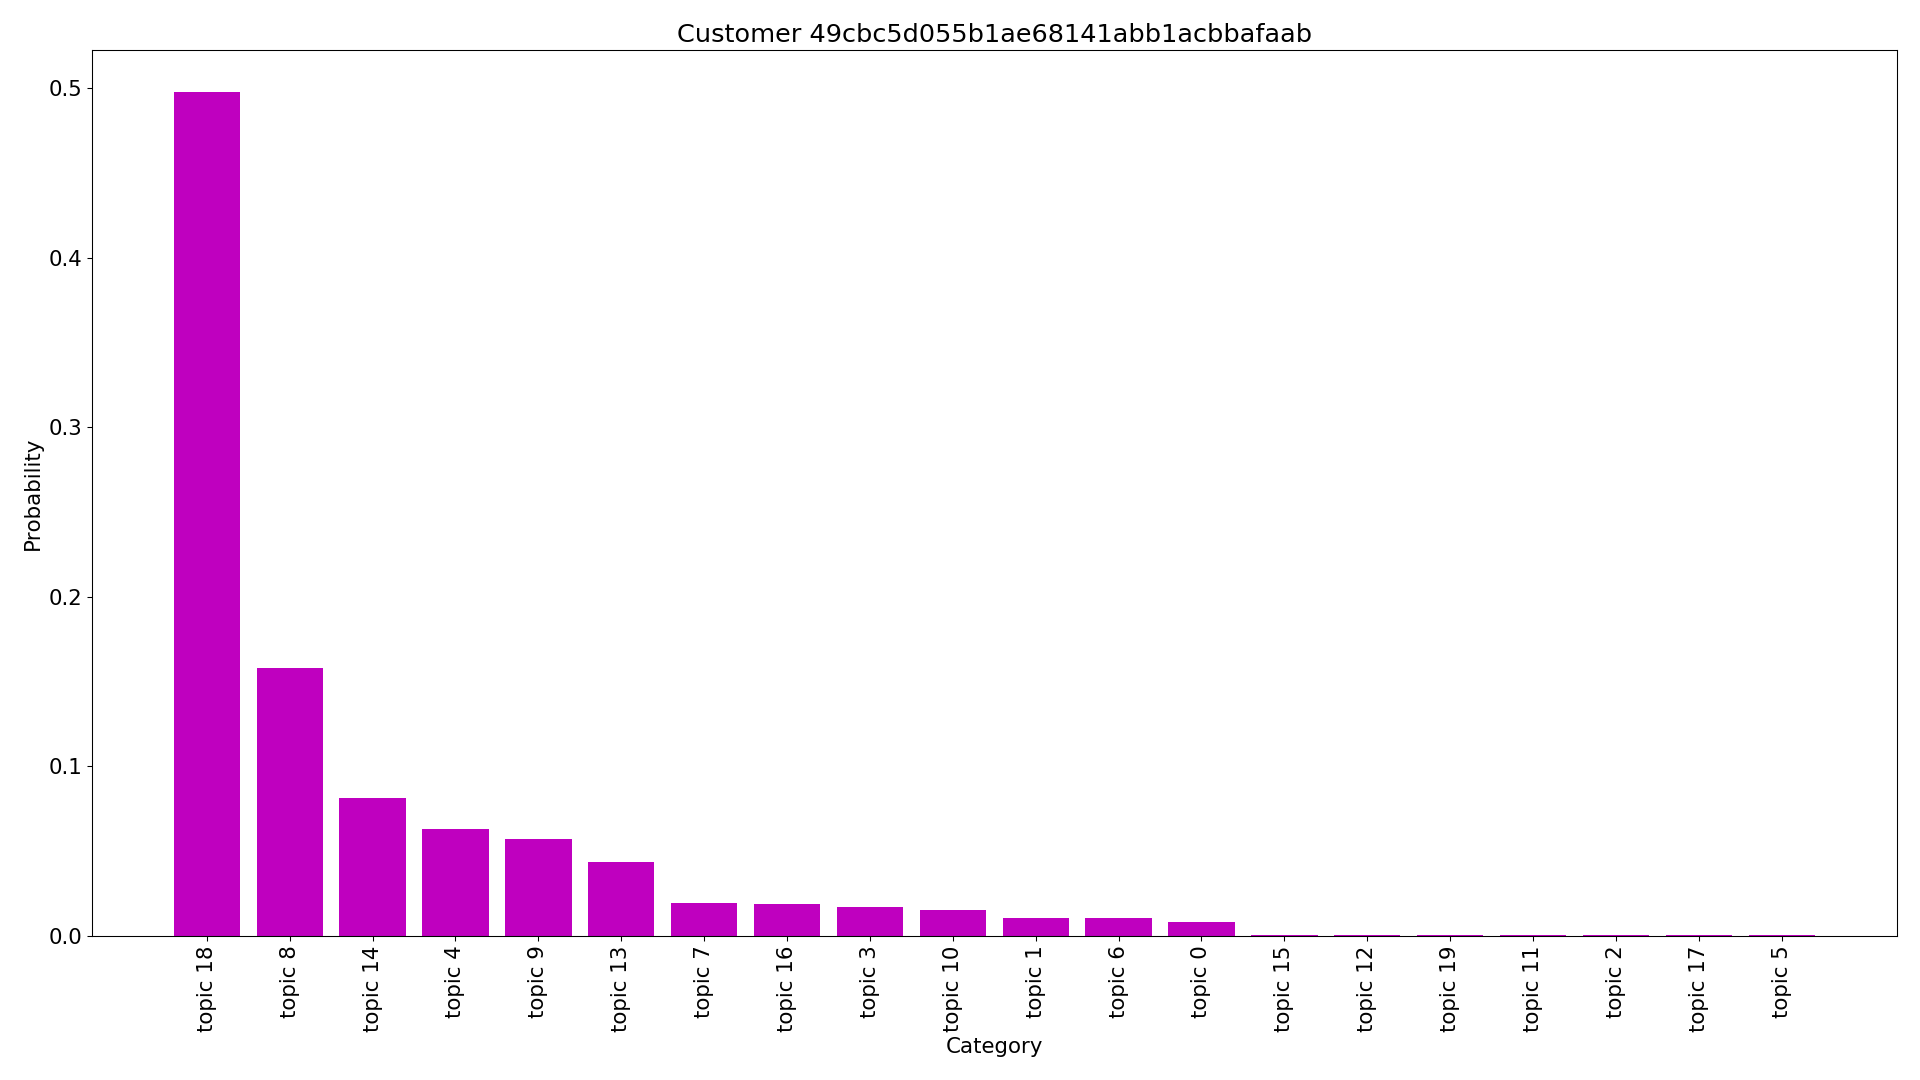 Customer 49cbc5d055b1ae68141abb1acbbafaab
Probability
0.5
0.4
0.3
0.2
0.1
0.0
topic 18
topic 8
topic 14
topic 4
topic 9
topic 13
topic 7
topic 16
topic 3
topic 10
topic 1
topic 6
topic 0
topic 15
topic 12
topic 19
topic 11
topic 2
topic 17
topic 5
Category